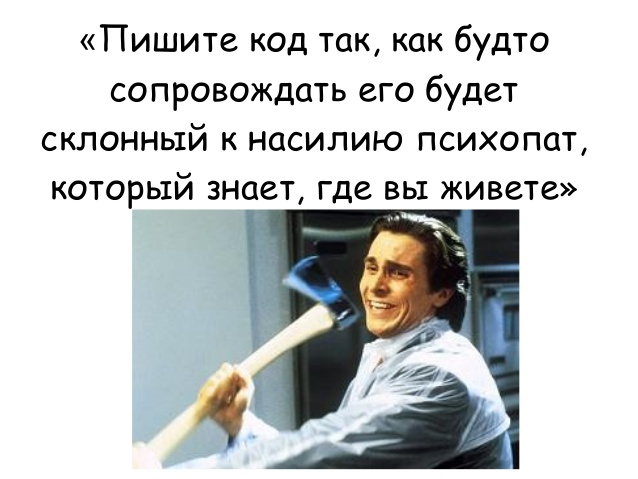 «Пишите код так, как будто
сопровождать его будет
склонный к насилию психопат,
который знает, где вы живете»